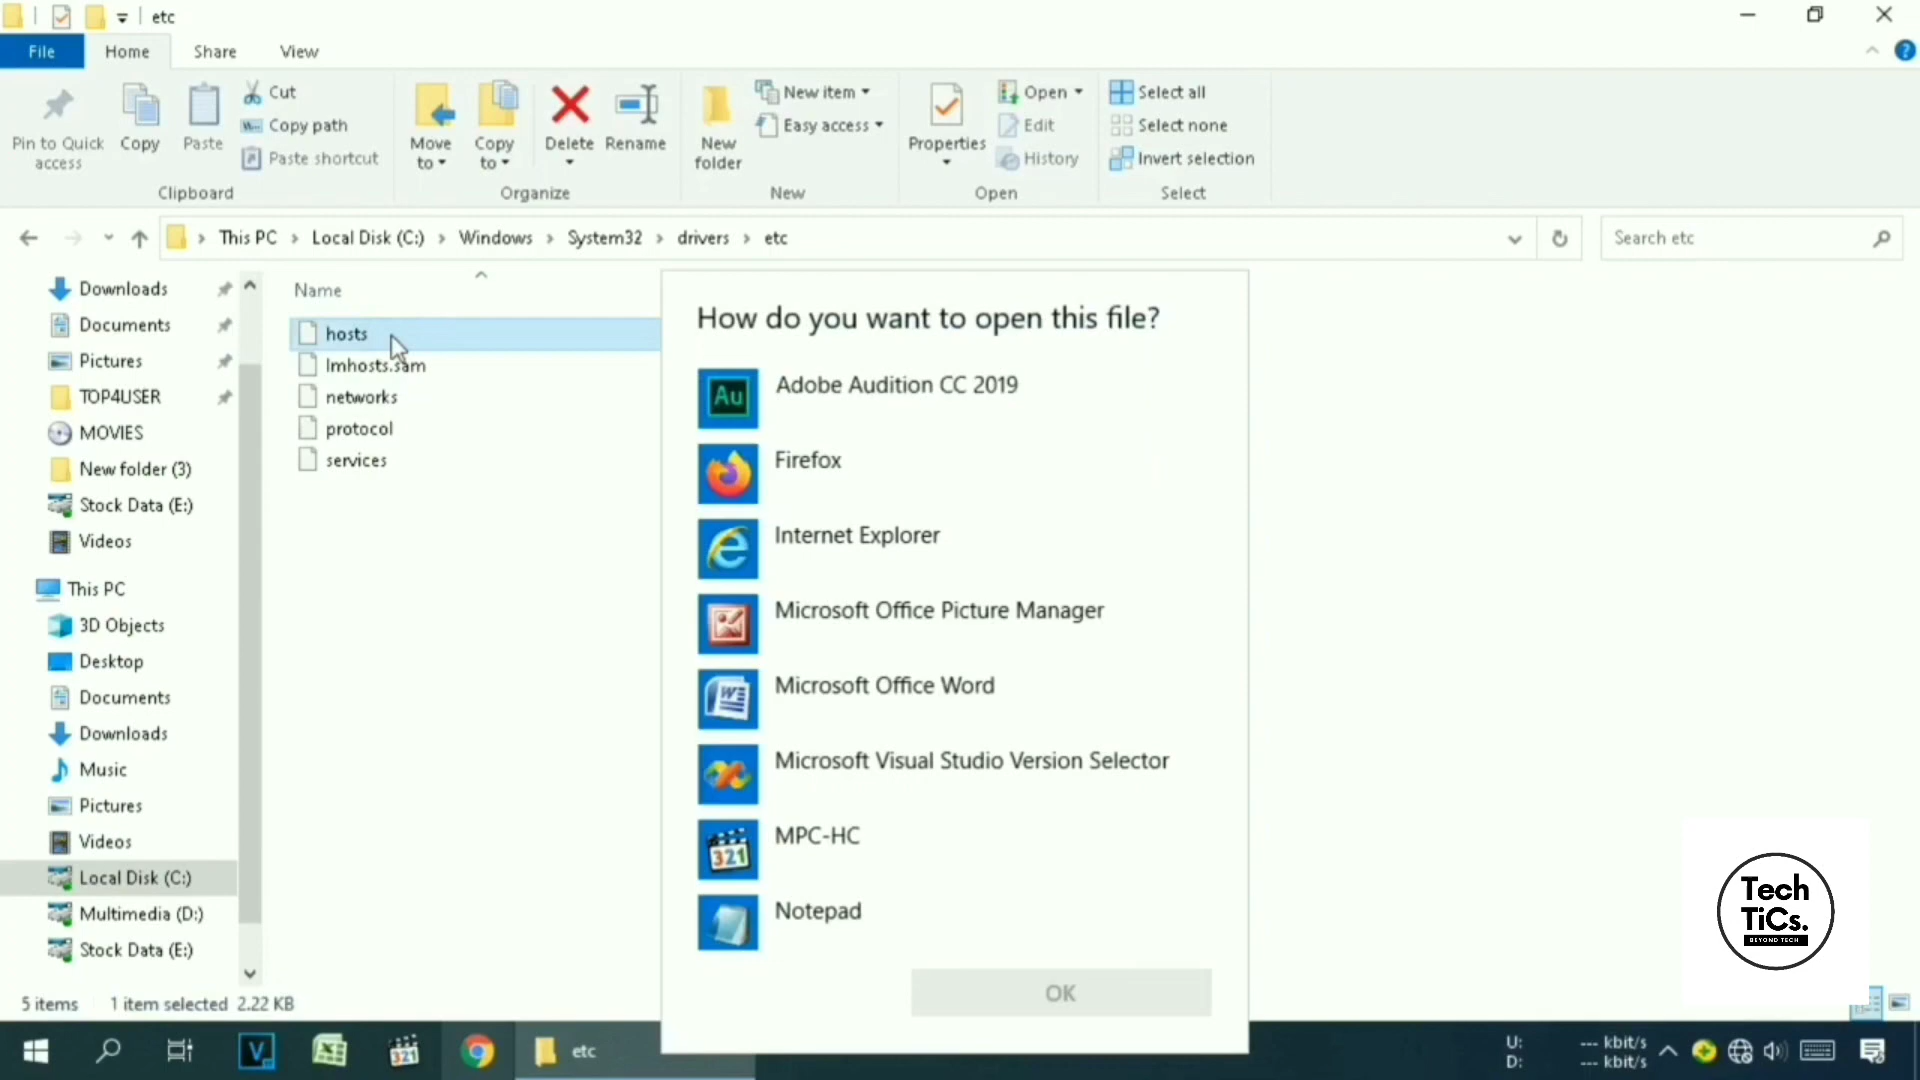 etc
File
Home
Share
View
Pin to Quick
access
Copy
Paste
Cut
Copy path
Paste shortcut
Clipboard
Move
to
Copy
to
Delete
Rename
Organize
New
folder
New item
Easy access
New
Properties
Open
Edit
History
Open
Select all
Select none
Invert selection
Select
This PC
Local Disk (C:)
Windows
System32
drivers
etc
Search etc
Downloads
Documents
Pictures
TOP4USER
MOVIES
New folder (3)
Stock Data (E:)
Videos
This PC
3D Objects
Desktop
Documents
Downloads
Music
Pictures
Videos
Local Disk (C:)
Multimedia (D:)
Stock Data (E:)
Name
hosts
lmhosts.sam
networks
protocol
services
How do you want to open this file?
Au
Adobe Audition CC 2019
Firefox
Internet Explorer
Microsoft Office Picture Manager
Microsoft Office Word
Microsoft Visual Studio Version Selector
321
MPC-HC
Notepad
OK
Tech
TiCs.
BEYOND TECH
5 items
1 item selected 2.22 KB
V
321
etc
U: --- kbit/s
D: --- kbit/s